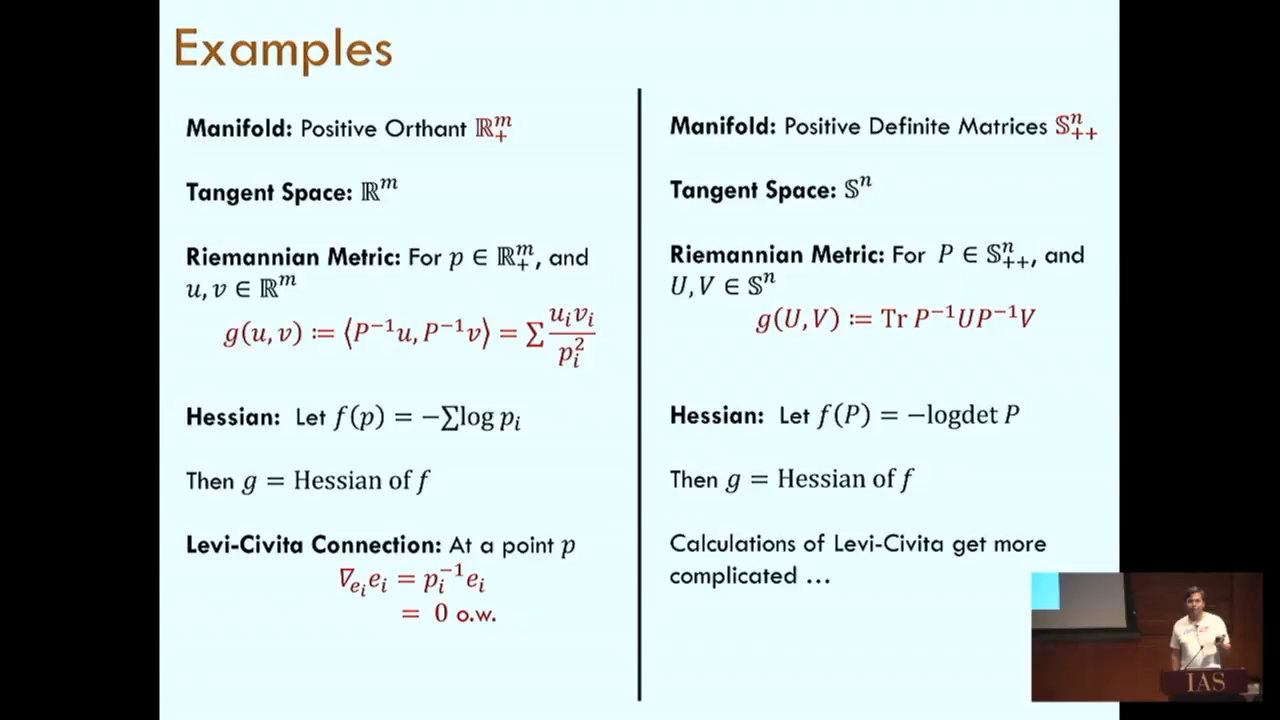 Examples
Manifold: Positive Orthant ℝ₊ᵐ
Tangent Space: ℝᵐ
Riemannian Metric: For p ∈ ℝ₊ᵐ, and
u, v ∈ ℝᵐ
g(u, v) ≔ ⟨P⁻¹u, P⁻¹v⟩ = ∑ uᵢvᵢ / pᵢ²
Hessian: Let f(p) = −∑log pᵢ
Then g = Hessian of f
Levi-Civita Connection: At a point p
∇_{eᵢ}eᵢ = pᵢ⁻¹eᵢ
= 0 o.w.
Manifold: Positive Definite Matrices 𝕊ⁿ₊₊
Tangent Space: 𝕊ⁿ
Riemannian Metric: For P ∈ 𝕊ⁿ₊₊, and
U, V ∈ 𝕊ⁿ
g(U, V) ≔ Tr P⁻¹UP⁻¹V
Hessian: Let f(P) = −logdet P
Then g = Hessian of f
Calculations of Levi-Civita get more
complicated …
IAS